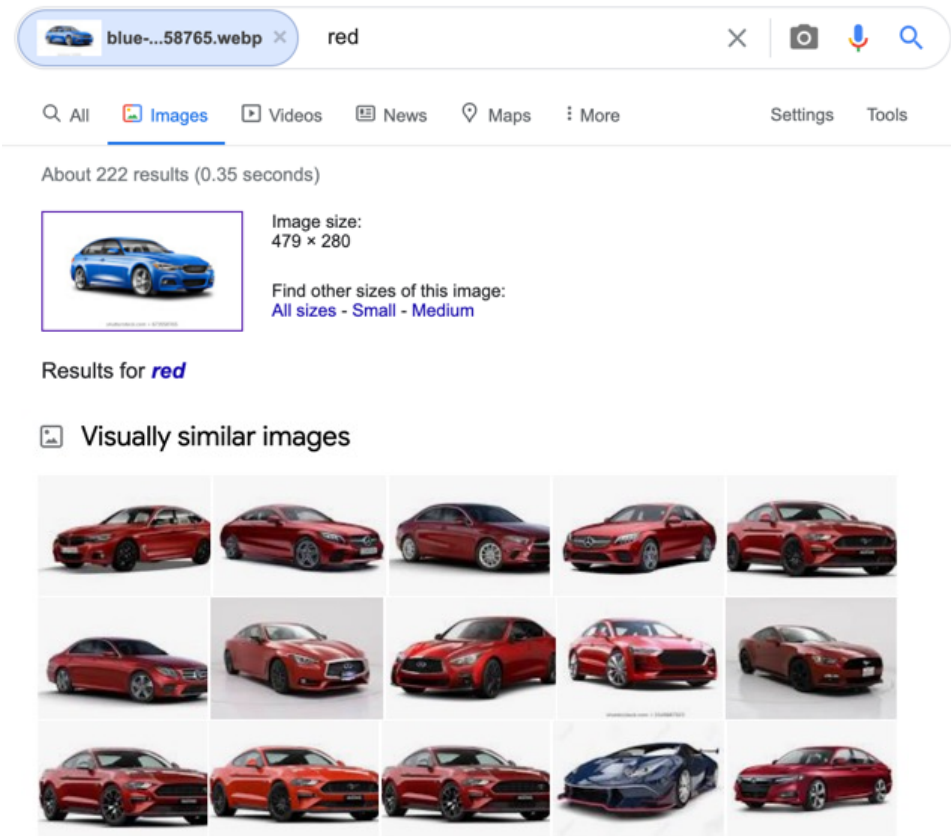 blue-...58765.webp × red
All Images Videos News Maps More Settings Tools
About 222 results (0.35 seconds)
Image size:
479 × 280
Find other sizes of this image:
All sizes - Small - Medium
Results for red
Visually similar images